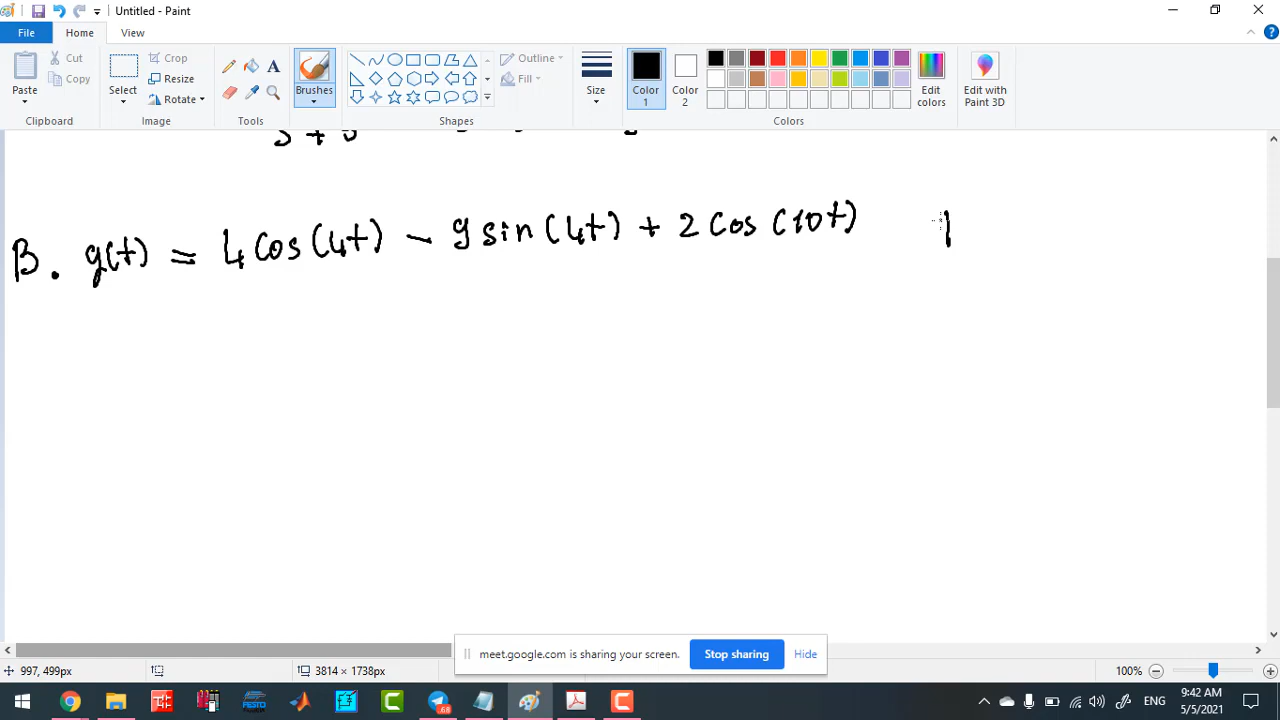 Untitled - Paint
File Home View
Paste Cut Copy Clipboard
Select Crop Resize Rotate Image
Tools
Brushes
Outline Fill Shapes
Size
Color 1 Color 2 Edit colors Colors
Edit with Paint 3D
B. g(t) = 4 cos(4t) - 9 sin(4t) + 2 cos(10t)
meet.google.com is sharing your screen. Stop sharing Hide
997, 499px 3814 × 1738px 100%
68 ENG 9:42 AM
5/5/2021